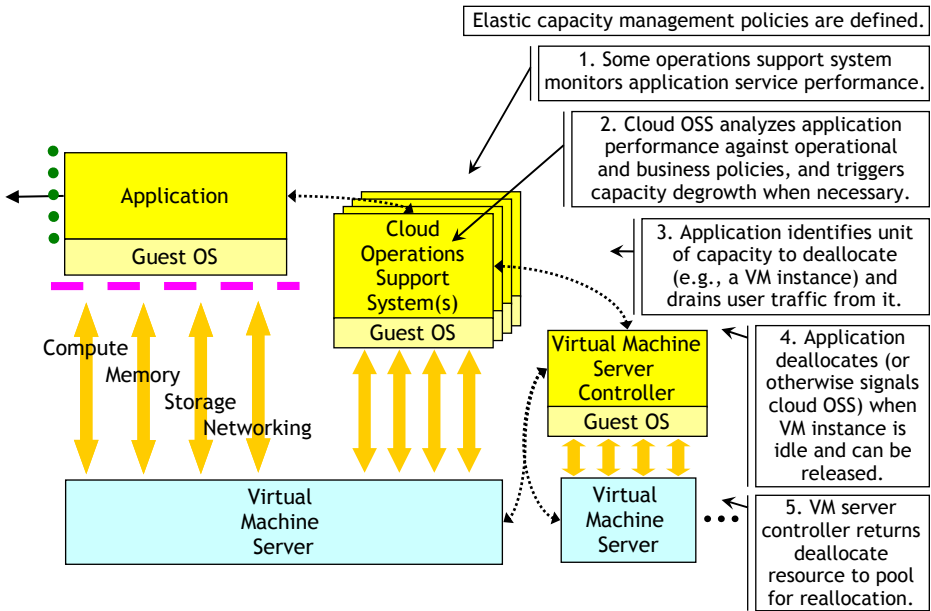 Elastic capacity management policies are defined.
1. Some operations support system
monitors application service performance.
2. Cloud OSS analyzes application
performance against operational
and business policies, and triggers
capacity degrowth when necessary.
3. Application identifies unit
of capacity to deallocate
(e.g., a VM instance) and
drains user traffic from it.
4. Application
deallocates (or
otherwise signals
cloud OSS) when
VM instance is
idle and can be
released.
5. VM server
controller returns
deallocate
resource to pool
for reallocation.
Application
Guest OS
Cloud
Operations
Support
System(s)
Guest OS
Virtual Machine
Server
Controller
Guest OS
Compute
Memory
Storage
Networking
Virtual
Machine
Server
Virtual
Machine
Server